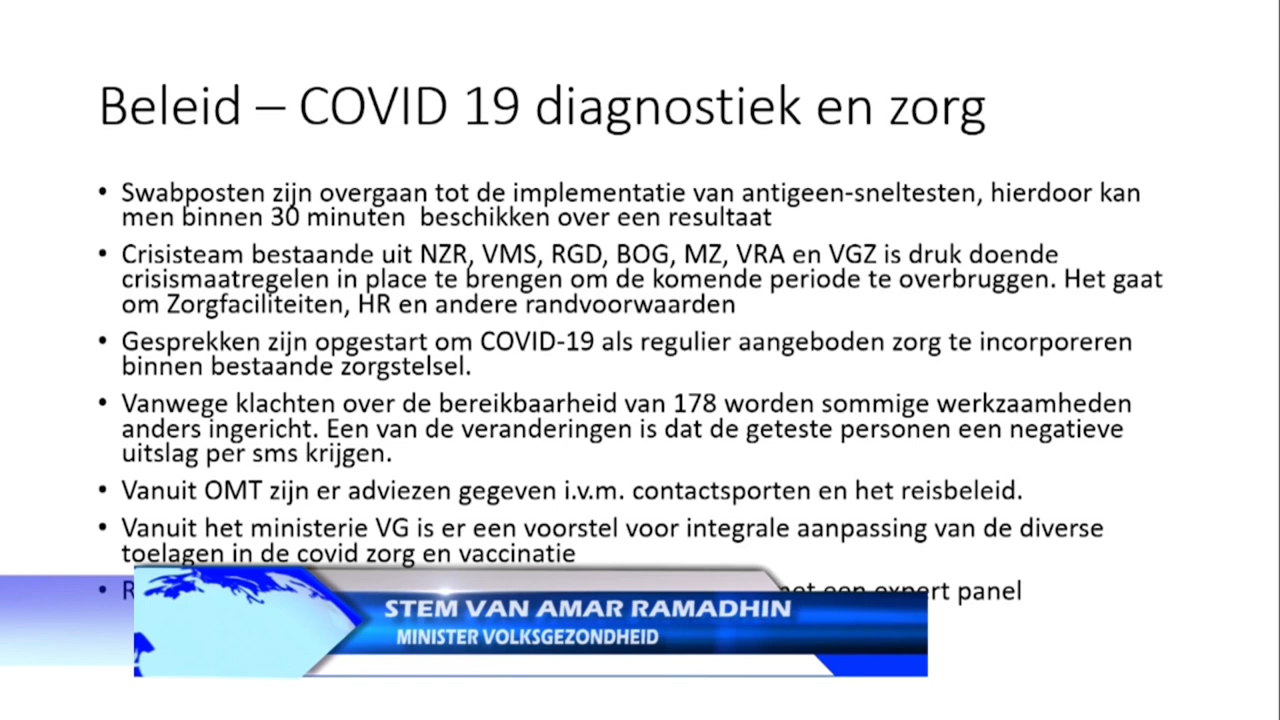 Beleid – COVID 19 diagnostiek en zorg
• Swabposten zijn overgaan tot de implementatie van antigeen-sneltesten, hierdoor kan
men binnen 30 minuten beschikken over een resultaat
• Crisisteam bestaande uit NZR, VMS, RGD, BOG, MZ, VRA en VGZ is druk doende
crisismaatregelen in place te brengen om de komende periode te overbruggen. Het gaat
om Zorgfaciliteiten, HR en andere randvoorwaarden
• Gesprekken zijn opgestart om COVID-19 als regulier aangeboden zorg te incorporeren
binnen bestaande zorgstelsel.
• Vanwege klachten over de bereikbaarheid van 178 worden sommige werkzaamheden
anders ingericht. Een van de veranderingen is dat de geteste personen een negatieve
uitslag per sms krijgen.
• Vanuit OMT zijn er adviezen gegeven i.v.m. contactsporten en het reisbeleid.
• Vanuit het ministerie VG is er een voorstel voor integrale aanpassing van de diverse
toelagen in de covid zorg en vaccinatie
• een expert panel
STEM VAN AMAR RAMADHIN
MINISTER VOLKSGEZONDHEID